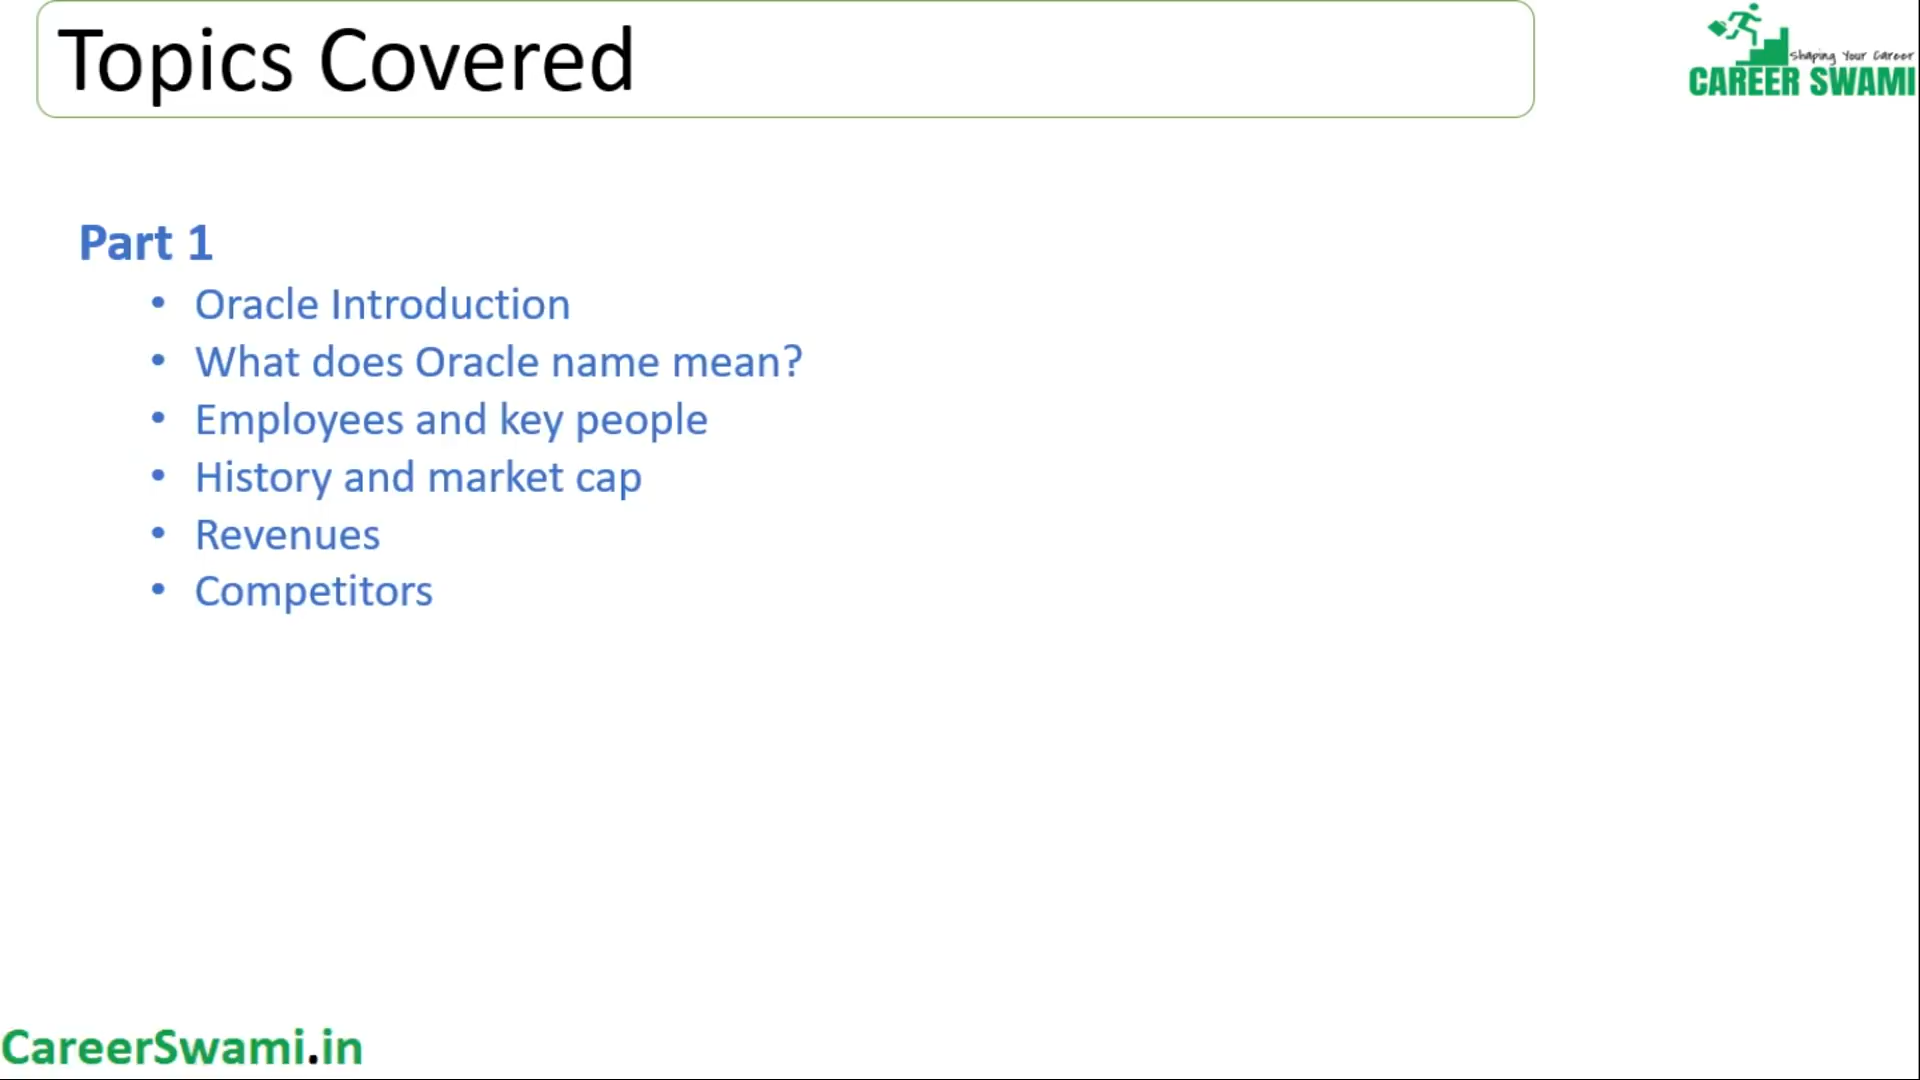 Topics Covered
Shaping Your Career
CAREER SWAMI
Part 1
• Oracle Introduction
• What does Oracle name mean?
• Employees and key people
• History and market cap
• Revenues
• Competitors
CareerSwami.in